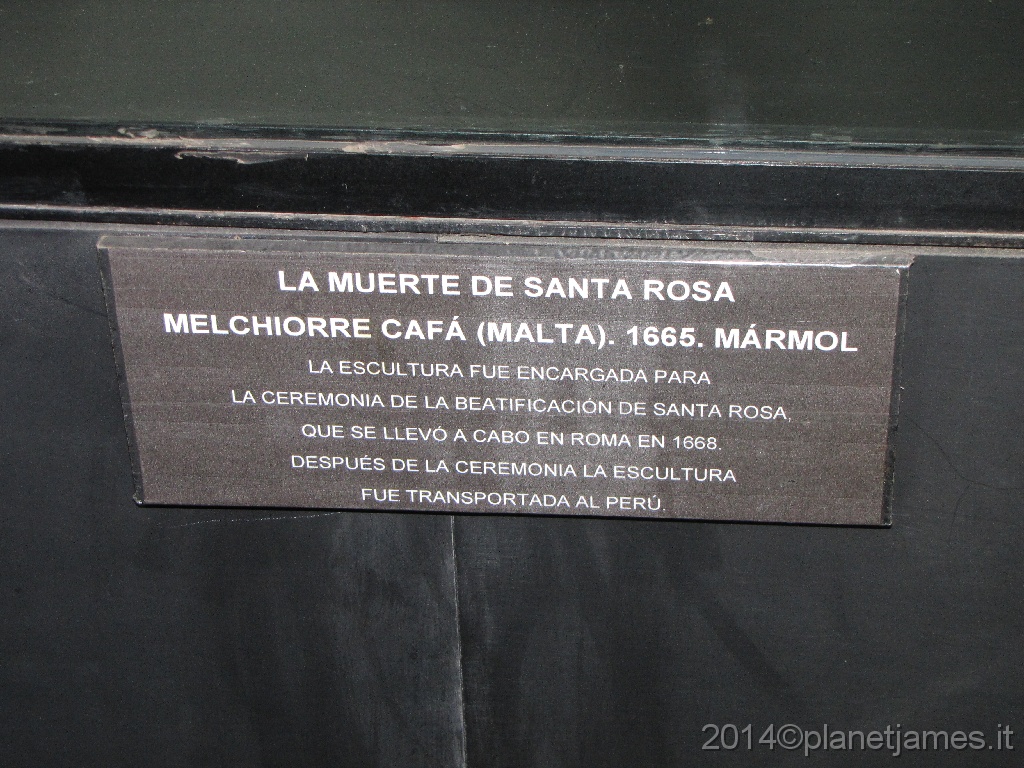 LA MUERTE DE SANTA ROSA
MELCHIORRE CAFÁ (MALTA). 1665. MÁRMOL
LA ESCULTURA FUE ENCARGADA PARA
LA CEREMONIA DE LA BEATIFICACIÓN DE SANTA ROSA,
QUE SE LLEVÓ A CABO EN ROMA EN 1668.
DESPUÉS DE LA CEREMONIA LA ESCULTURA
FUE TRANSPORTADA AL PERÚ.
2014©planetjames.it